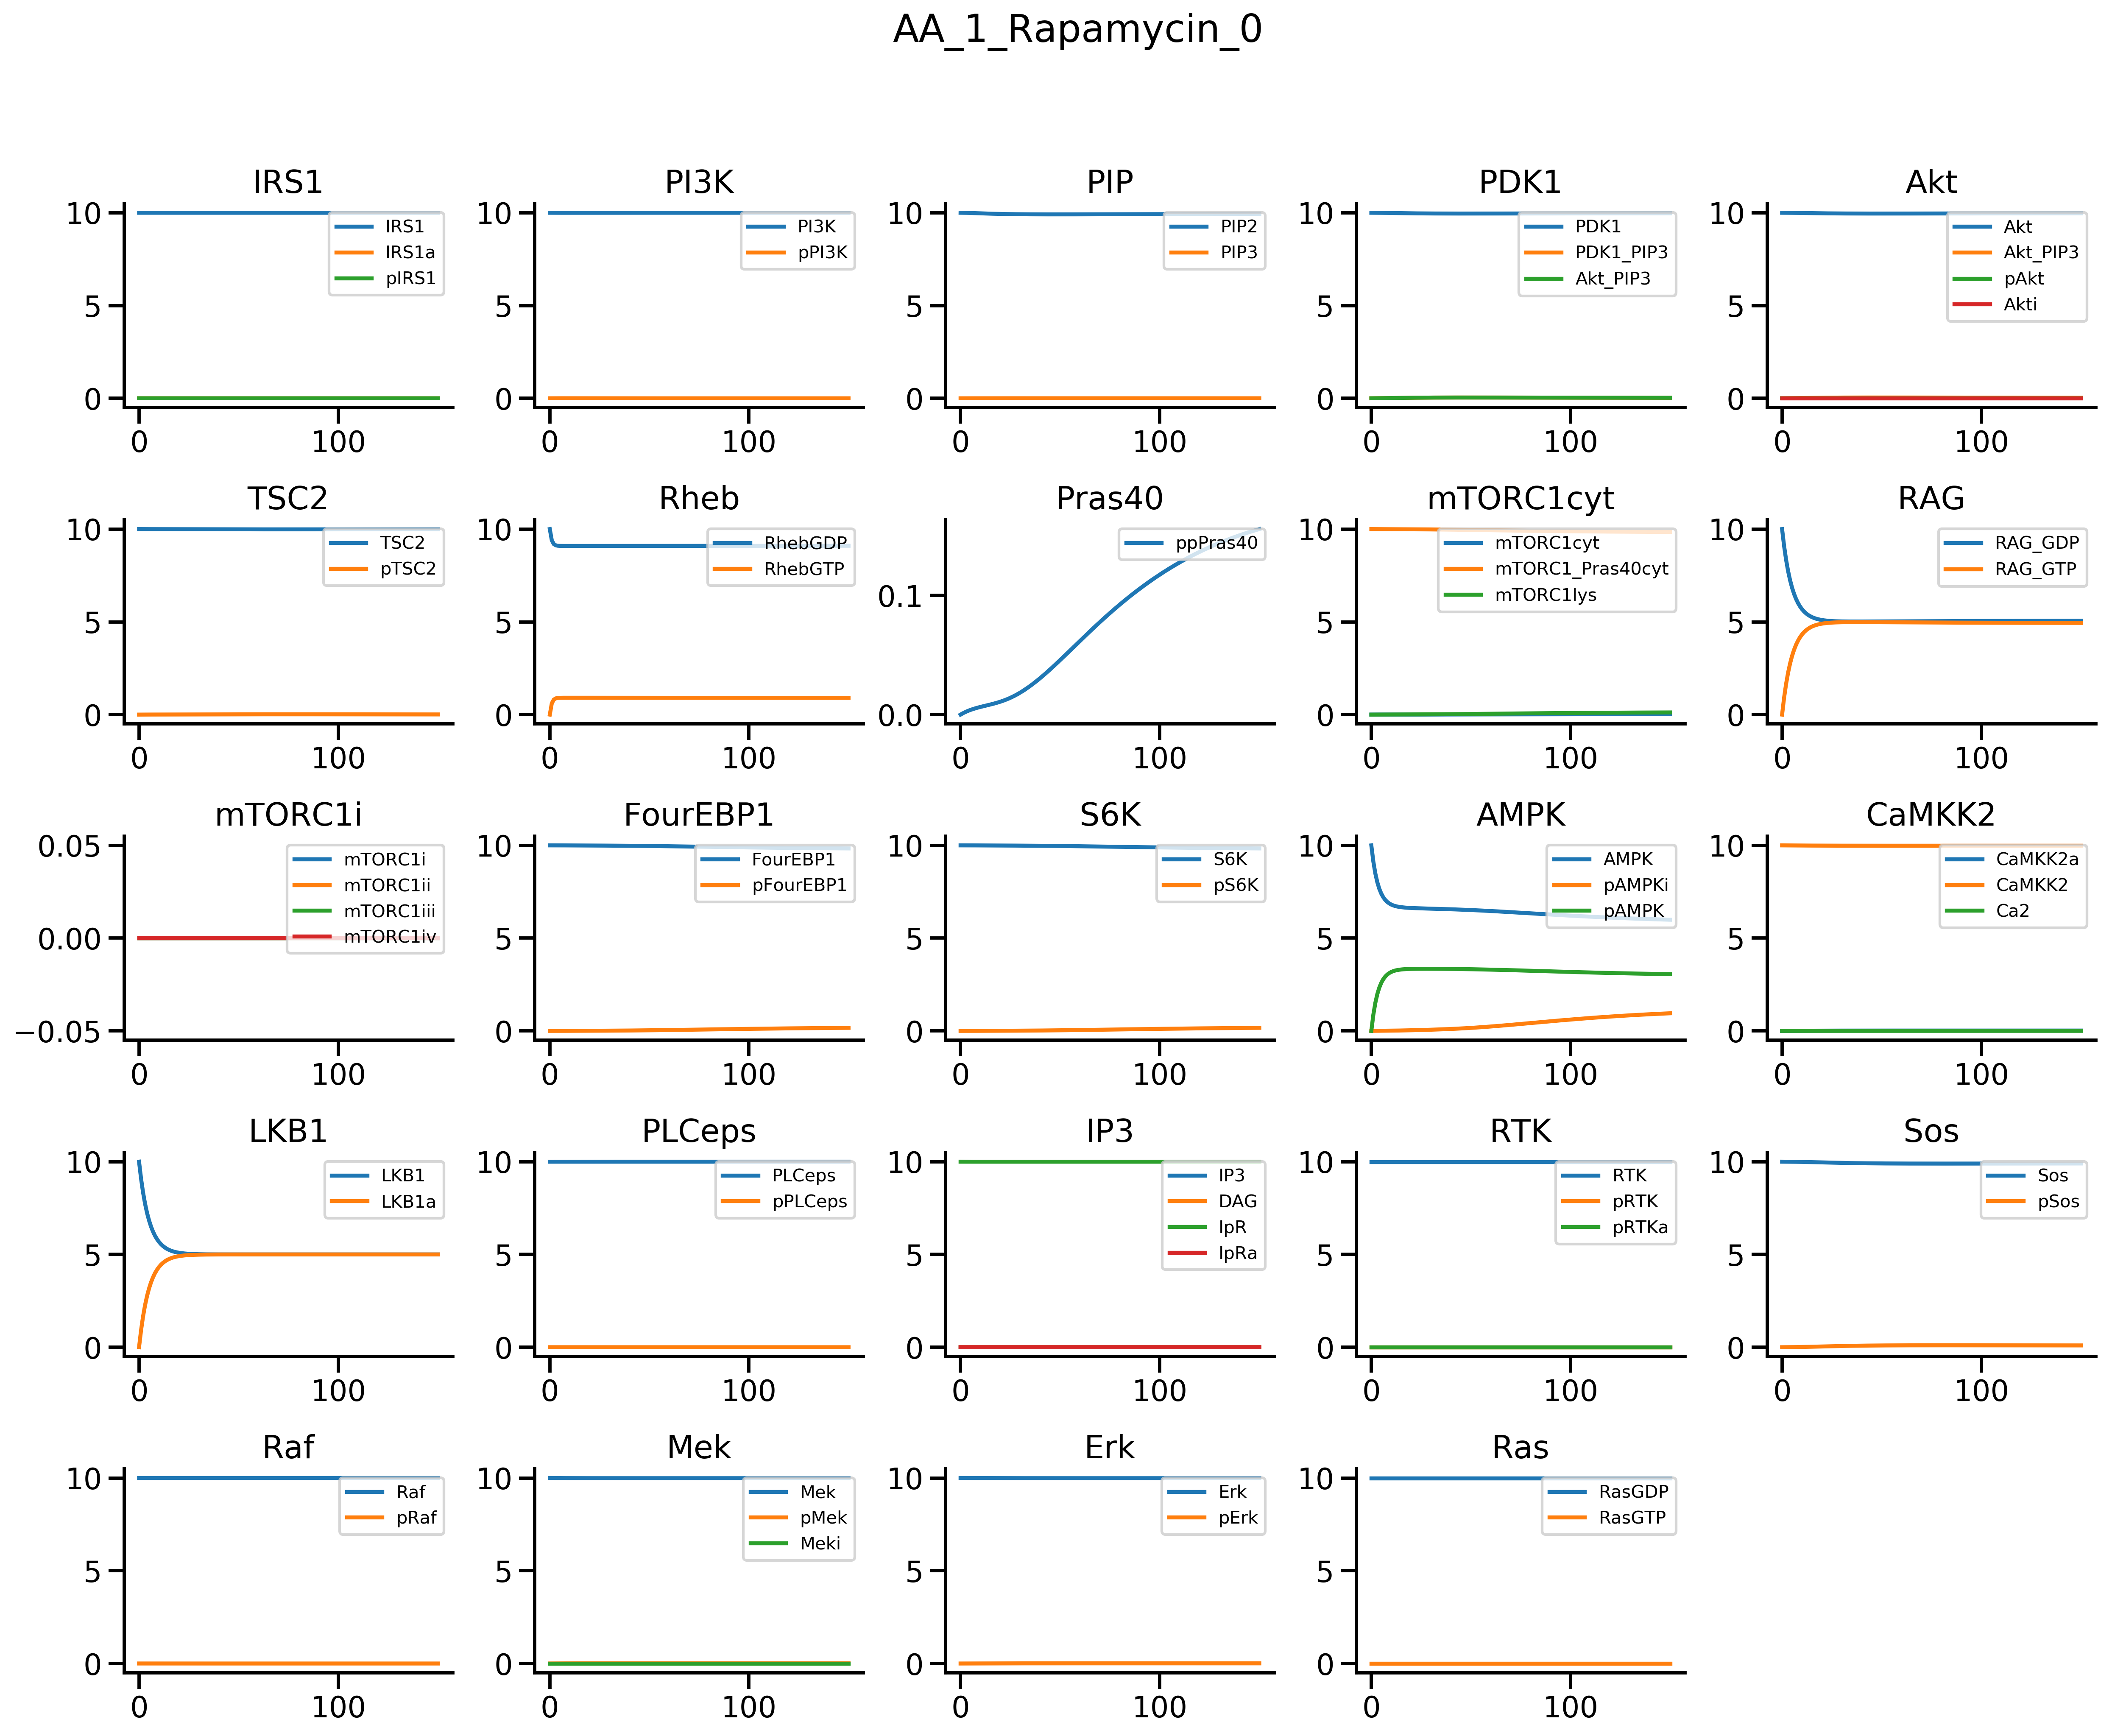 AA_1_Rapamycin_0
IRS1
10
5
0
0
100
IRS1
IRS1a
pIRS1
PI3K
10
5
0
0
100
PI3K
pPI3K
PIP
10
5
0
0
100
PIP2
PIP3
PDK1
10
5
0
0
100
PDK1
PDK1_PIP3
Akt_PIP3
Akt
10
5
0
0
100
Akt
Akt_PIP3
pAkt
Akti
TSC2
10
5
0
0
100
TSC2
pTSC2
Rheb
10
5
0
0
100
RhebGDP
RhebGTP
Pras40
0.1
0.0
0
100
ppPras40
mTORC1cyt
10
5
0
0
100
mTORC1cyt
mTORC1_Pras40cyt
mTORC1lys
RAG
10
5
0
0
100
RAG_GDP
RAG_GTP
mTORC1i
0.05
0.00
−0.05
0
100
mTORC1i
mTORC1ii
mTORC1iii
mTORC1iv
FourEBP1
10
5
0
0
100
FourEBP1
pFourEBP1
S6K
10
5
0
0
100
S6K
pS6K
AMPK
10
5
0
0
100
AMPK
pAMPKi
pAMPK
CaMKK2
10
5
0
0
100
CaMKK2a
CaMKK2
Ca2
LKB1
10
5
0
0
100
LKB1
LKB1a
PLCeps
10
5
0
0
100
PLCeps
pPLCeps
IP3
10
5
0
0
100
IP3
DAG
IpR
IpRa
RTK
10
5
0
0
100
RTK
pRTK
pRTKa
Sos
10
5
0
0
100
Sos
pSos
Raf
10
5
0
0
100
Raf
pRaf
Mek
10
5
0
0
100
Mek
pMek
Meki
Erk
10
5
0
0
100
Erk
pErk
Ras
10
5
0
0
100
RasGDP
RasGTP